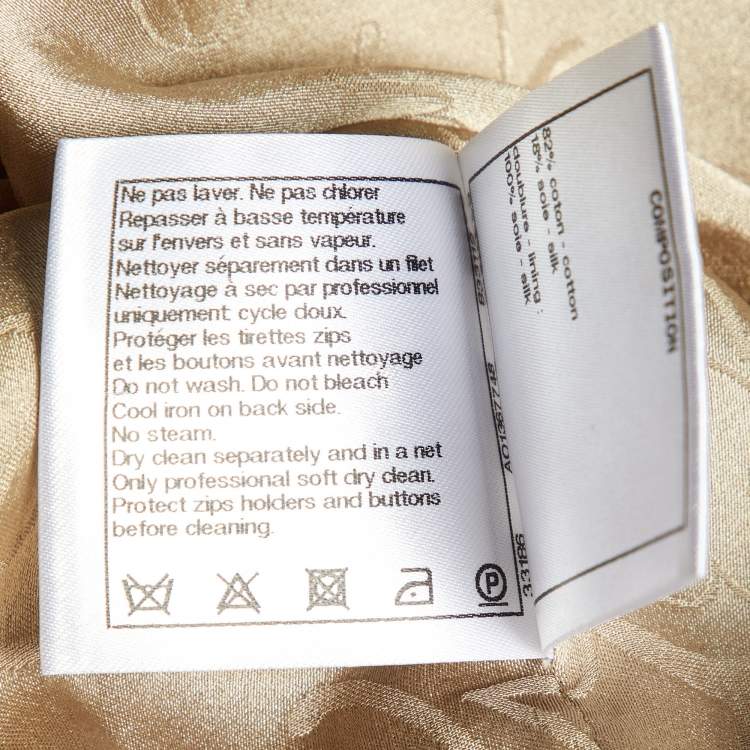 Ne pas laver. Ne pas chlorer
Repasser à basse température
sur l'envers et sans vapeur.
Nettoyer séparement dans un filet
Nettoyage à sec par professionnel
uniquement: cycle doux.
Protéger les tirettes zips
et les boutons avant nettoyage
Do not wash. Do not bleach
Cool iron on back side.
No steam.
Dry clean separately and in a net
Only professional soft dry clean.
Protect zips holders and buttons
before cleaning.
P
33186
COMPOSITION
82% coton - cotton
18% soie - silk
doublure - lining :
100% soie - silk